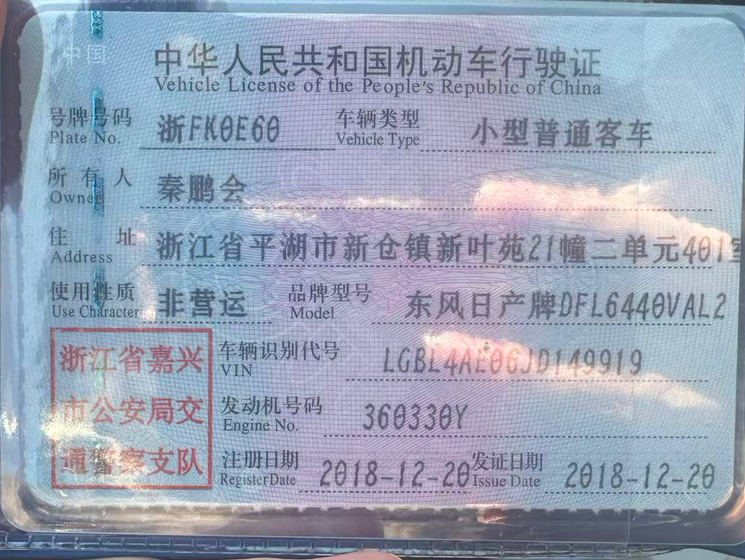 中国
中华人民共和国机动车行驶证
Vehicle License of the People's Republic of China
号牌号码 浙FK0E60 车辆类型 小型普通客车
Plate No. Vehicle Type
所有人 秦鹏会
Owner
住址 浙江省平湖市新仓镇新叶苑21幢二单元401室
Address
使用性质 非营运 品牌型号 东风日产牌DFL6440VAL2
Use Character Model
浙江省嘉兴 车辆识别代号 LGBL4AE06JD149919
VIN
市公安局交 发动机号码 360330Y
Engine No.
通警察支队 注册日期 2018-12-20 发证日期 2018-12-20
Register Date Issue Date